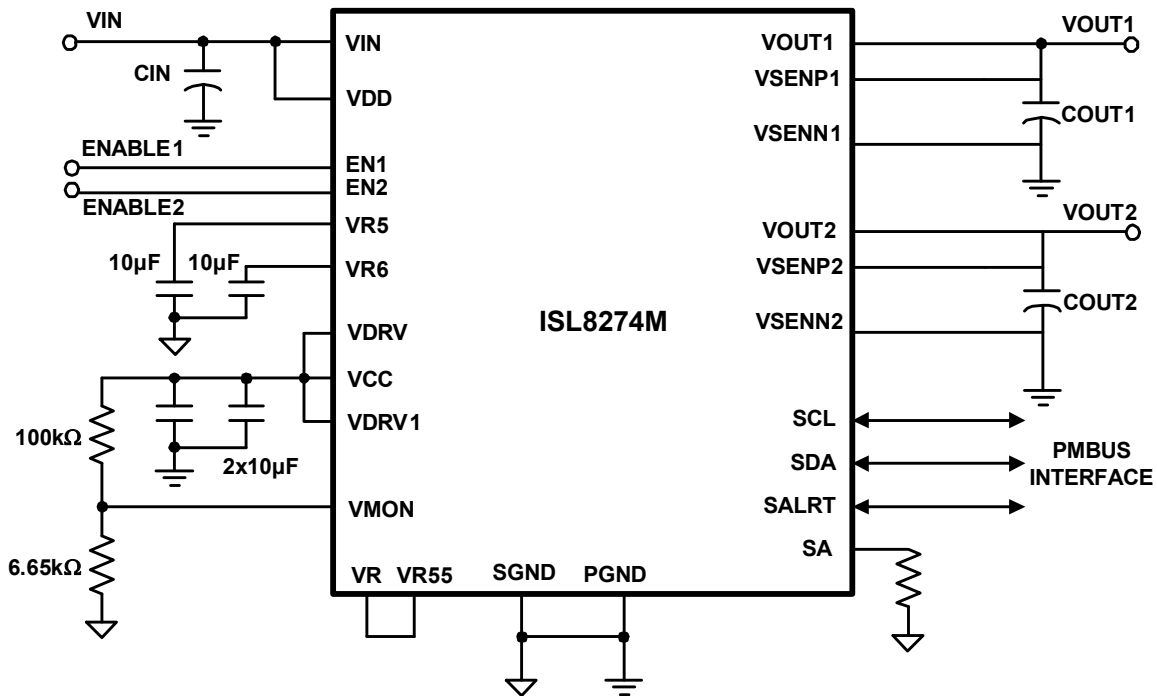 VIN
CIN
ENABLE1
ENABLE2
10µF
10µF
100kΩ
2x10µF
6.65kΩ
VIN
VDD
EN1
EN2
VR5
VR6
VDRV
VCC
VDRV1
VMON
VR
VR55
SGND
PGND
ISL8274M
VOUT1
VSENP1
VSENN1
VOUT2
VSENP2
VSENN2
SCL
SDA
SALRT
SA
VOUT1
COUT1
VOUT2
COUT2
PMBUS
INTERFACE